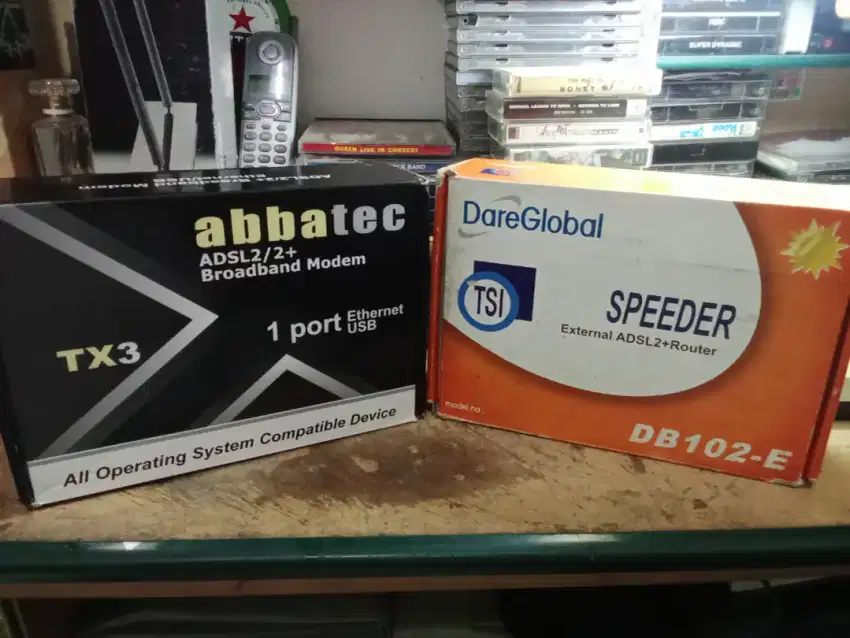 abbatec
ADSL2/2+
Broadband Modem
1 port Ethernet
USB
TX3
All Operating System Compatible Device
DareGlobal
TSI
SPEEDER
External ADSL2+Router
model no.:
DB102-E
QUEEN LIVE IN CONCERT
BAND
SUPER DYNAMIC